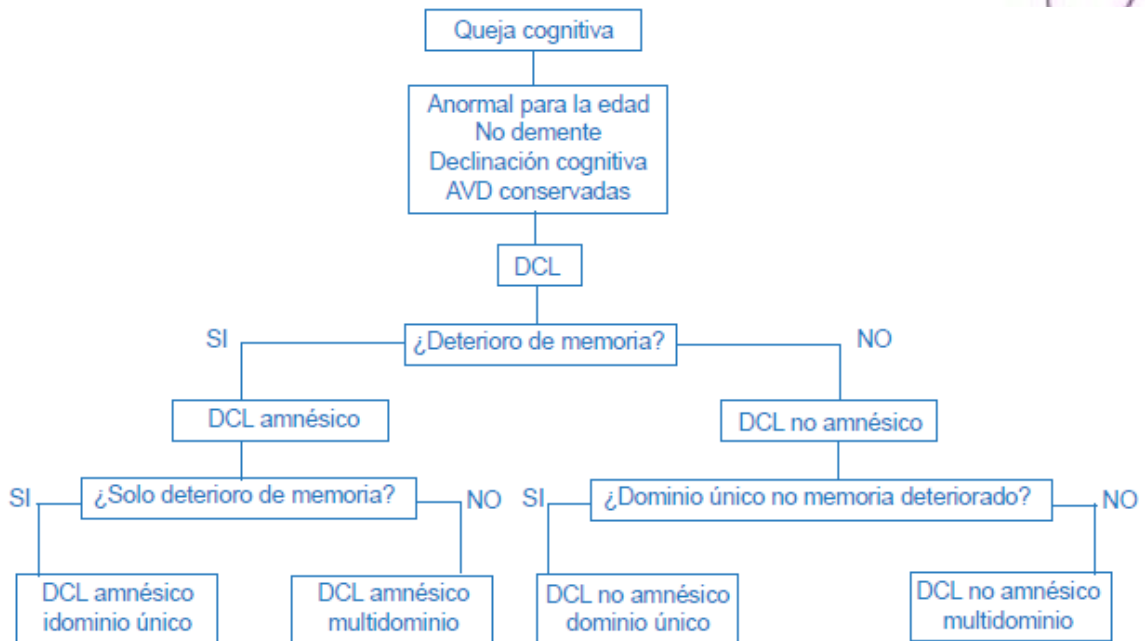 Queja cognitiva
Anormal para la edad
No demente
Declinación cognitiva
AVD conservadas
DCL
SI
¿Deterioro de memoria?
NO
DCL amnésico
DCL no amnésico
SI
¿Solo deterioro de memoria?
NO
SI
¿Dominio único no memoria deteriorado?
NO
DCL amnésico
idominio único
DCL amnésico
multidominio
DCL no amnésico
dominio único
DCL no amnésico
multidominio